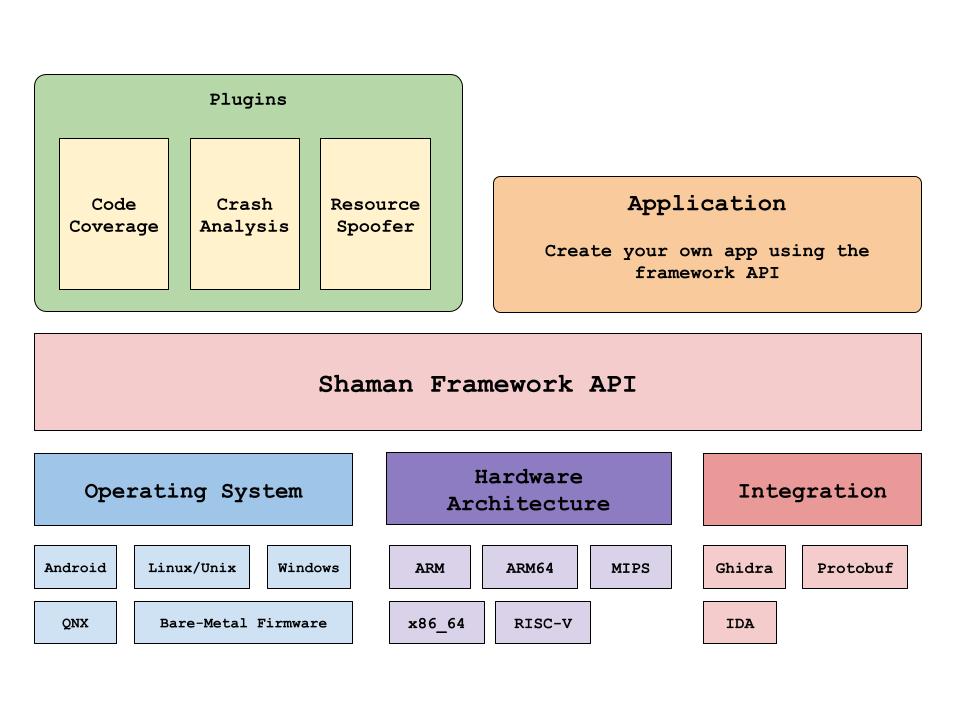 Plugins
Code
Coverage
Crash
Analysis
Resource
Spoofer
Application
Create your own app using the
framework API
Shaman Framework API
Operating System
Hardware
Architecture
Integration
Android
Linux/Unix
Windows
ARM
ARM64
MIPS
Ghidra
Protobuf
QNX
Bare-Metal Firmware
x86_64
RISC-V
IDA